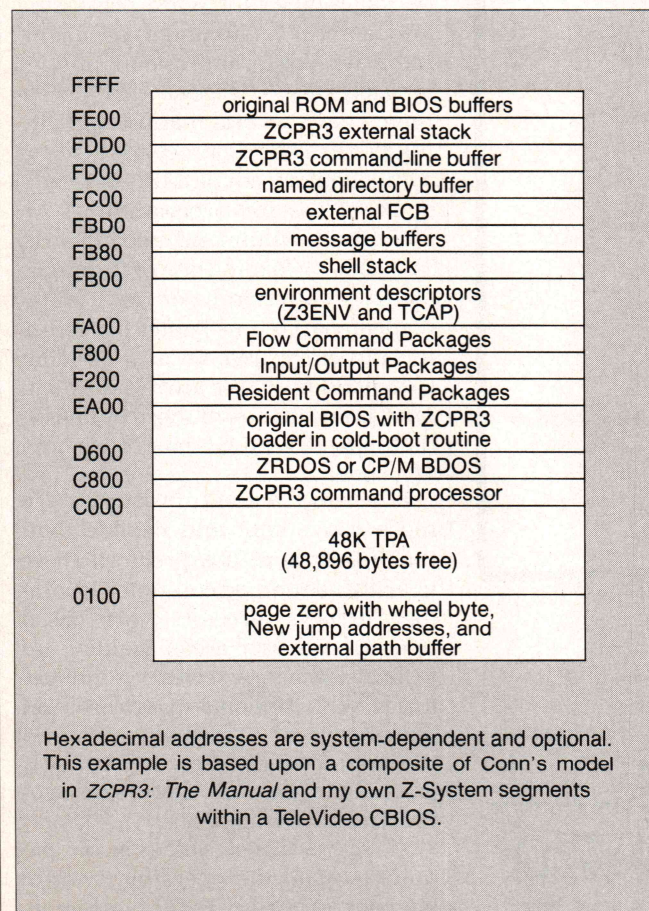 FFFF
original ROM and BIOS buffers
FE00
ZCPR3 external stack
FDD0
ZCPR3 command-line buffer
FD00
named directory buffer
FC00
external FCB
FBD0
message buffers
FB80
shell stack
FB00
environment descriptors
(Z3ENV and TCAP)
FA00
Flow Command Packages
F800
Input/Output Packages
F200
Resident Command Packages
EA00
original BIOS with ZCPR3
loader in cold-boot routine
D600
ZRDOS or CP/M BDOS
C800
ZCPR3 command processor
C000
48K TPA
(48,896 bytes free)
0100
page zero with wheel byte,
New jump addresses, and
external path buffer
Hexadecimal addresses are system-dependent and optional.
This example is based upon a composite of Conn's model
in ZCPR3: The Manual and my own Z-System segments
within a TeleVideo CBIOS.